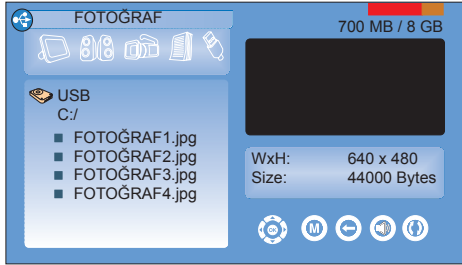 FOTOĞRAF
700 MB / 8 GB
USB
C:/
FOTOĞRAF1.jpg
FOTOĞRAF2.jpg
FOTOĞRAF3.jpg
FOTOĞRAF4.jpg
WxH: 640 x 480
Size: 44000 Bytes
OK
M